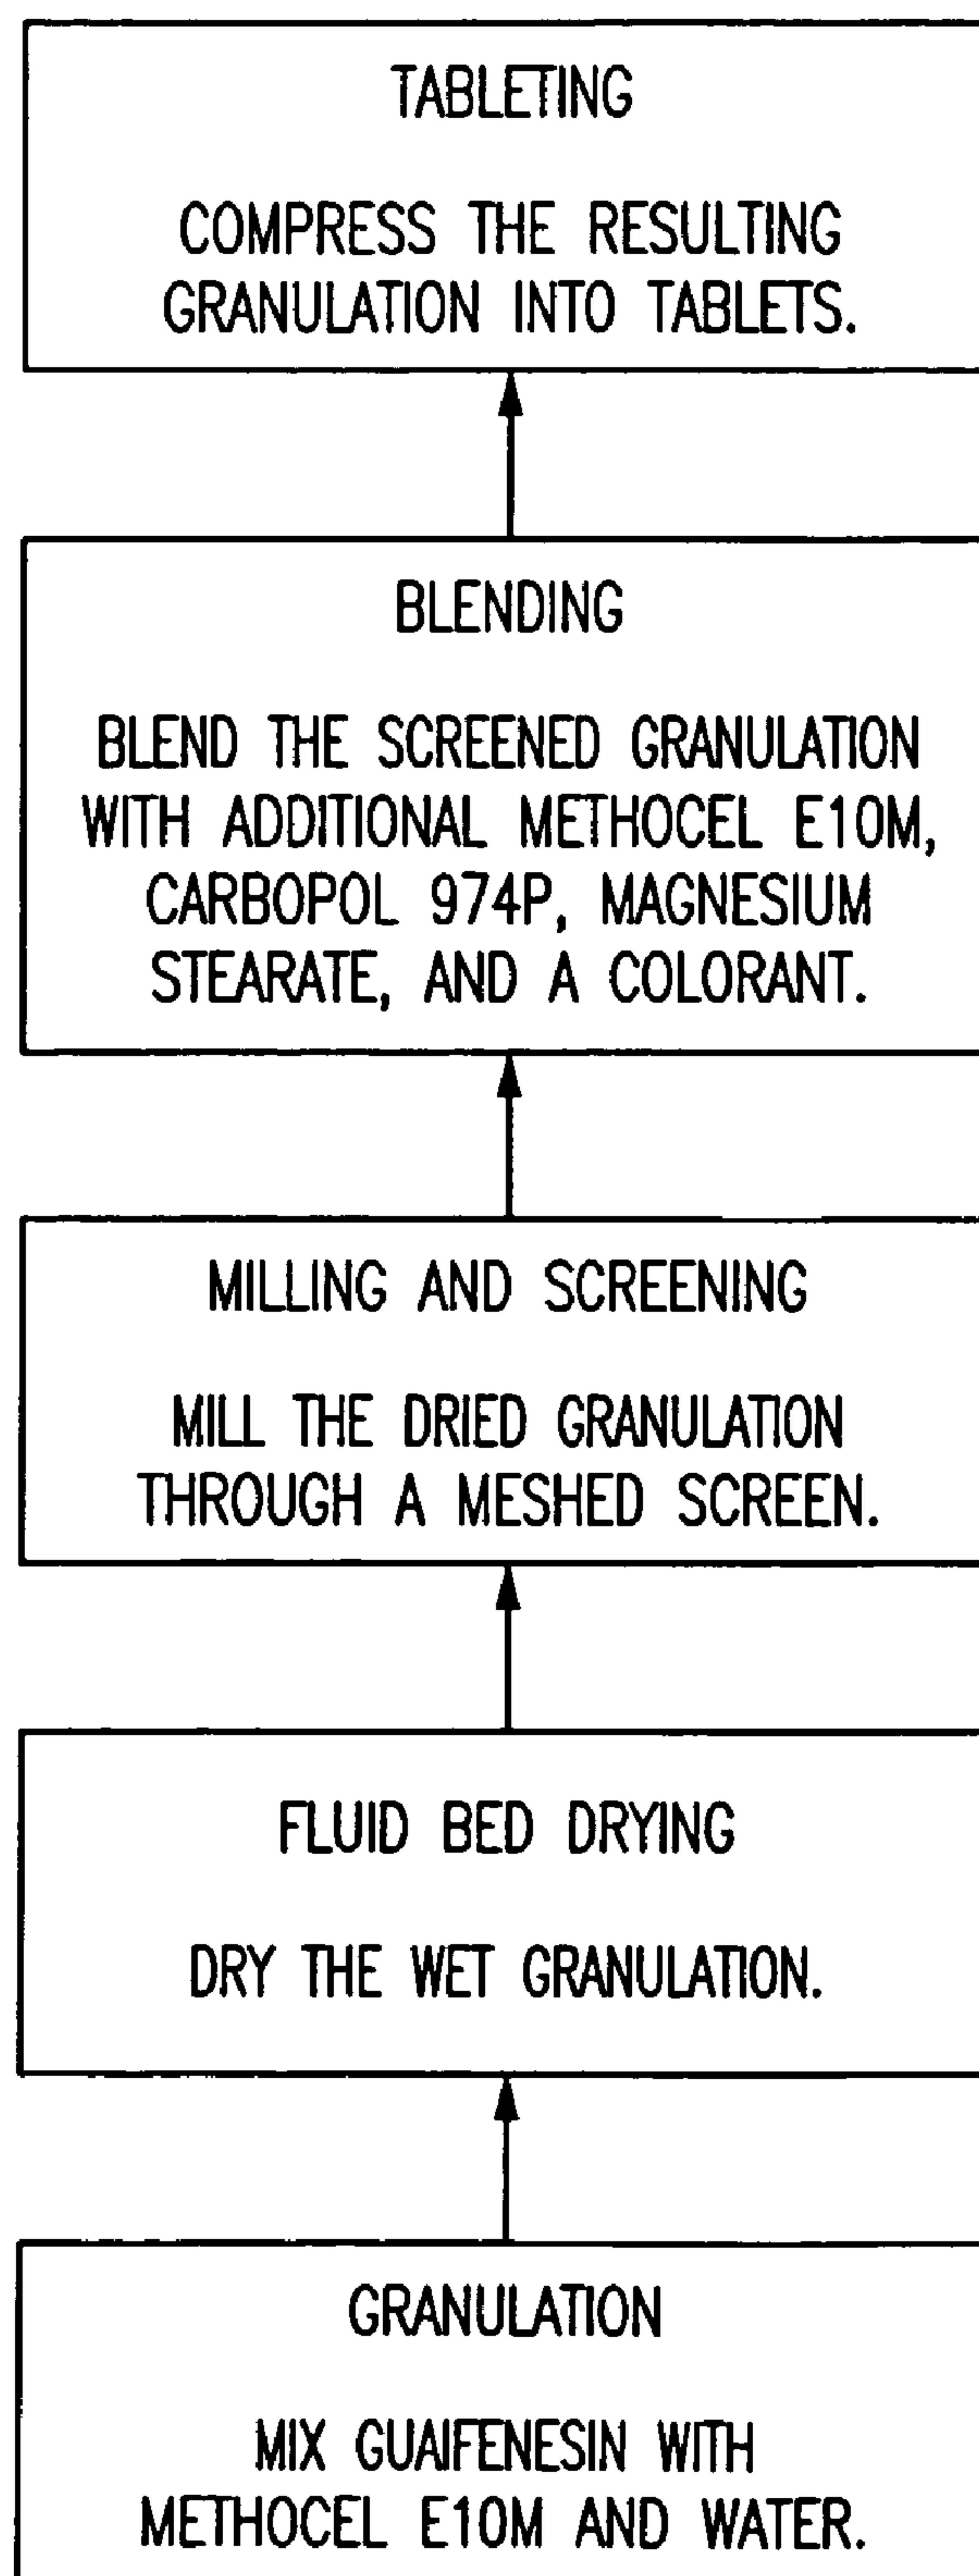 TABLETING
COMPRESS THE RESULTING
GRANULATION INTO TABLETS.
BLENDING
BLEND THE SCREENED GRANULATION
WITH ADDITIONAL METHOCEL E10M,
CARBOPOL 974P, MAGNESIUM
STEARATE, AND A COLORANT.
MILLING AND SCREENING
MILL THE DRIED GRANULATION
THROUGH A MESHED SCREEN.
FLUID BED DRYING
DRY THE WET GRANULATION.
GRANULATION
MIX GUAIFENESIN WITH
METHOCEL E10M AND WATER.